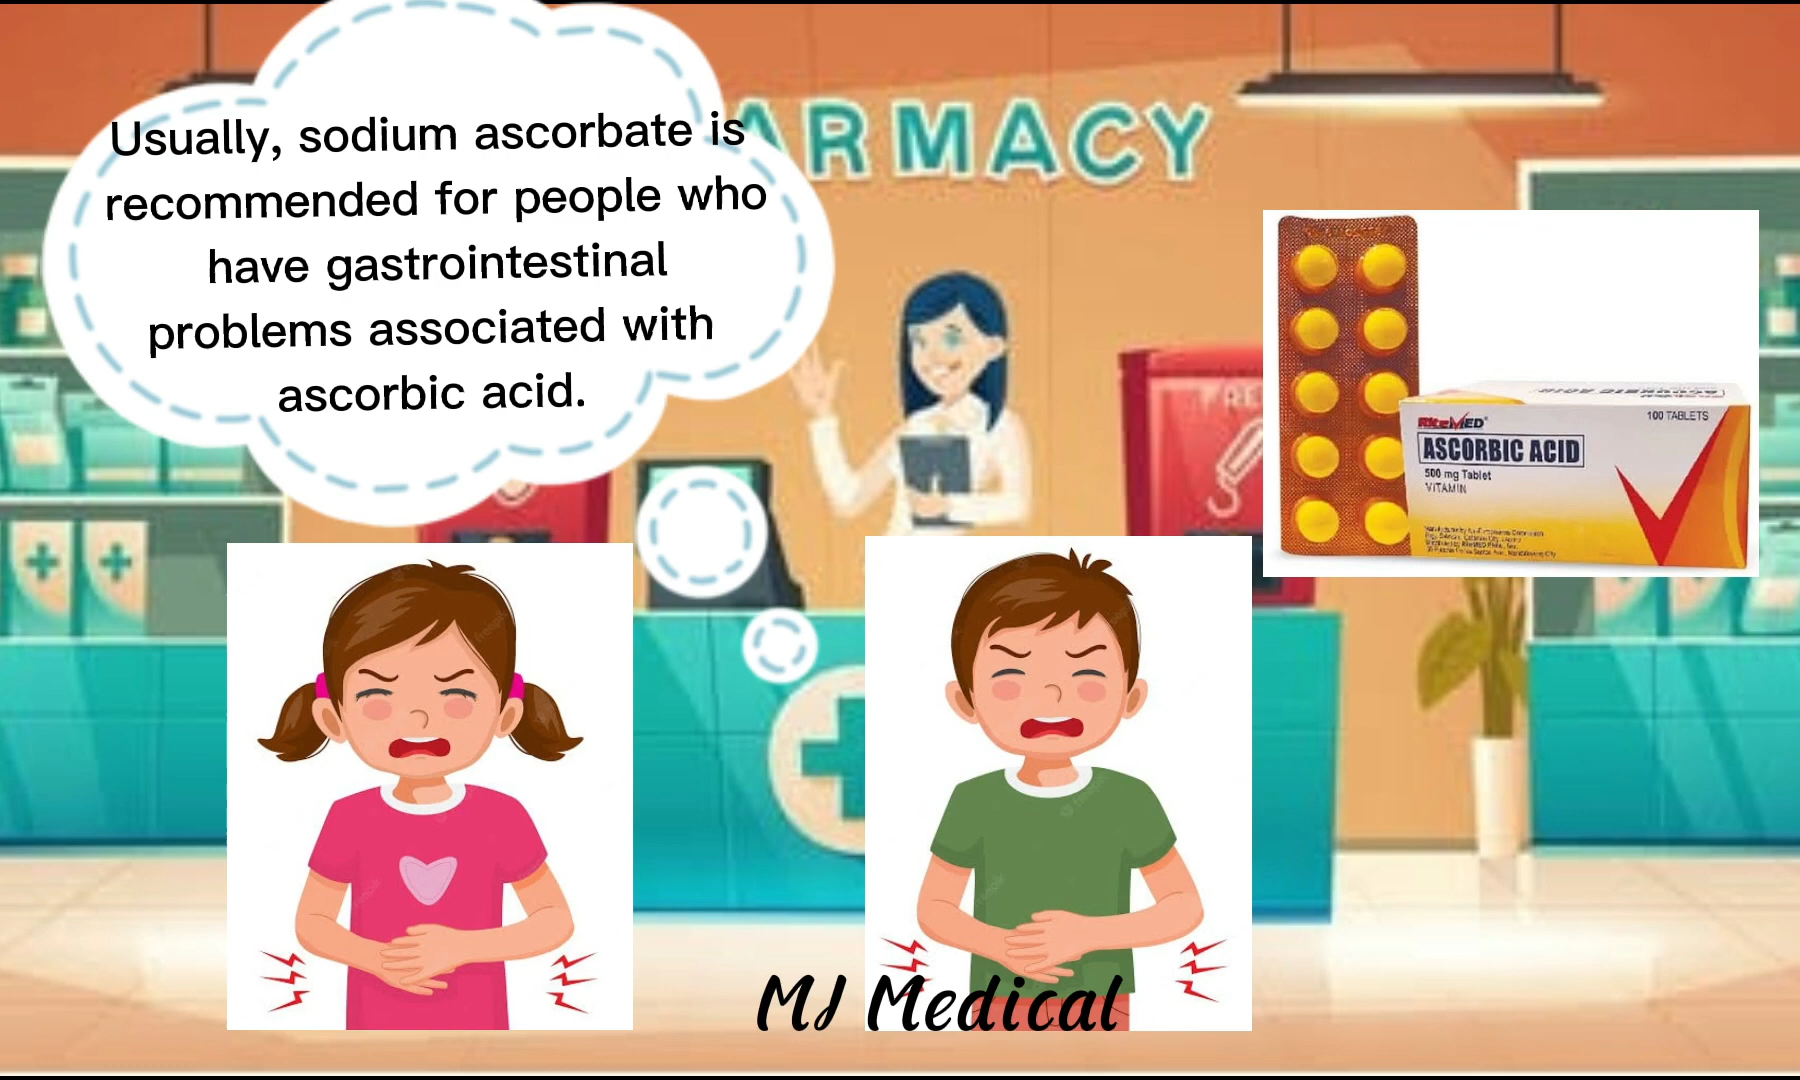 Usually, sodium ascorbate is
recommended for people who
have gastrointestinal
problems associated with
ascorbic acid.
ARMACY
100 TABLETS
RiteMED®
ASCORBIC ACID
500 mg Tablet
VITAMIN
MJ Medical